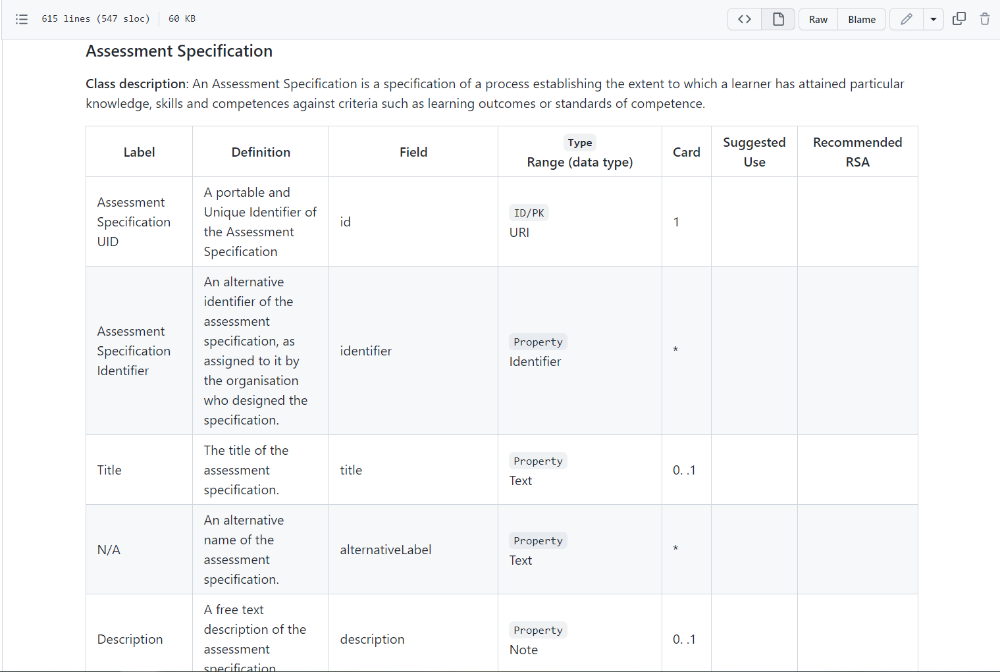 615 lines (547 sloc) 60 KB
Raw Blame
Assessment Specification
Class description: An Assessment Specification is a specification of a process establishing the extent to which a learner has attained particular
knowledge, skills and competences against criteria such as learning outcomes or standards of competence.
Label
Definition
Field
Type
Range (data type)
Card
Suggested
Use
Recommended
RSA
Assessment
Specification
UID
A portable and
Unique Identifier of
the Assessment
Specification
id
ID/PK
URI
1
Assessment
Specification
Identifier
An alternative
identifier of the
assessment
specification, as
assigned to it by
the organisation
who designed the
specification.
identifier
Property
Identifier
*
Title
The title of the
assessment
specification.
title
Property
Text
0. .1
N/A
An alternative
name of the
assessment
specification.
alternativeLabel
Property
Text
*
Description
A free text
description of the
assessment
specification
description
Property
Note
0. .1